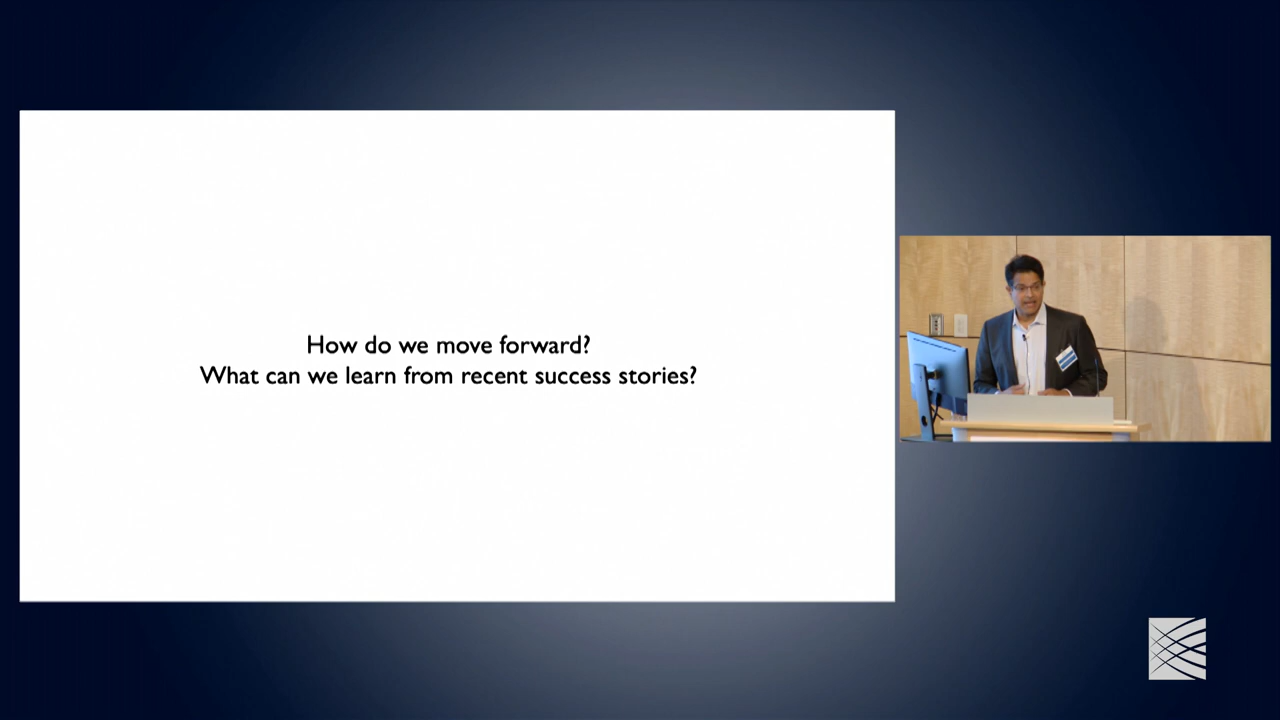 How do we move forward?
What can we learn from recent success stories?